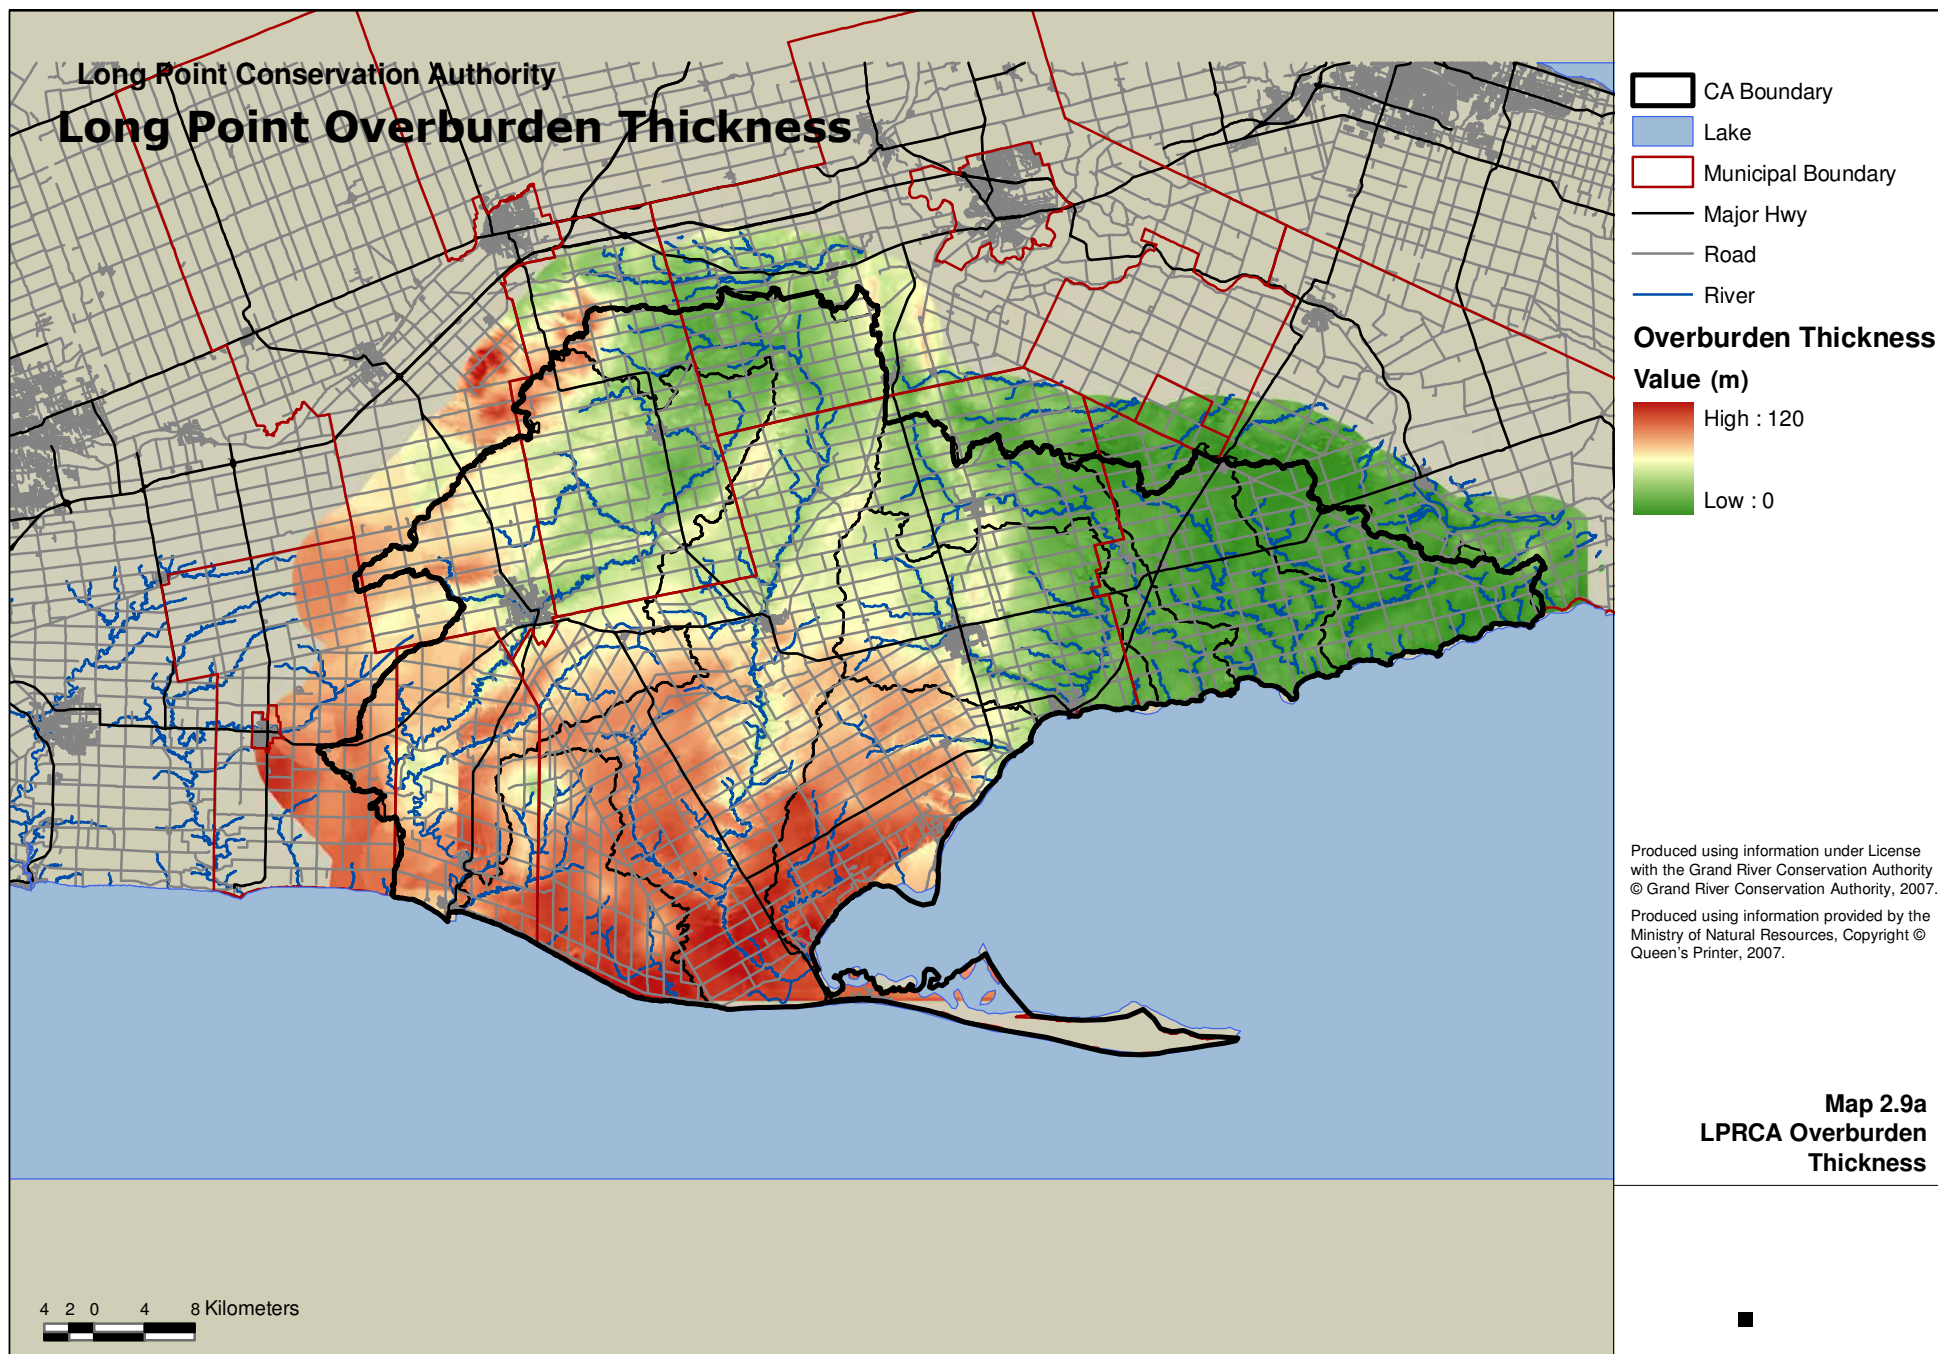 Long Point Conservation Authority
Long Point Overburden Thickness
CA Boundary
Lake
Municipal Boundary
Major Hwy
Road
River
Overburden Thickness
Value (m)
High : 120
Low : 0
Produced using information under License
with the Grand River Conservation Authority
© Grand River Conservation Authority, 2007.
Produced using information provided by the
Ministry of Natural Resources, Copyright ©
Queen's Printer, 2007.
Map 2.9a
LPRCA Overburden
Thickness
4 2 0 4 8 Kilometers